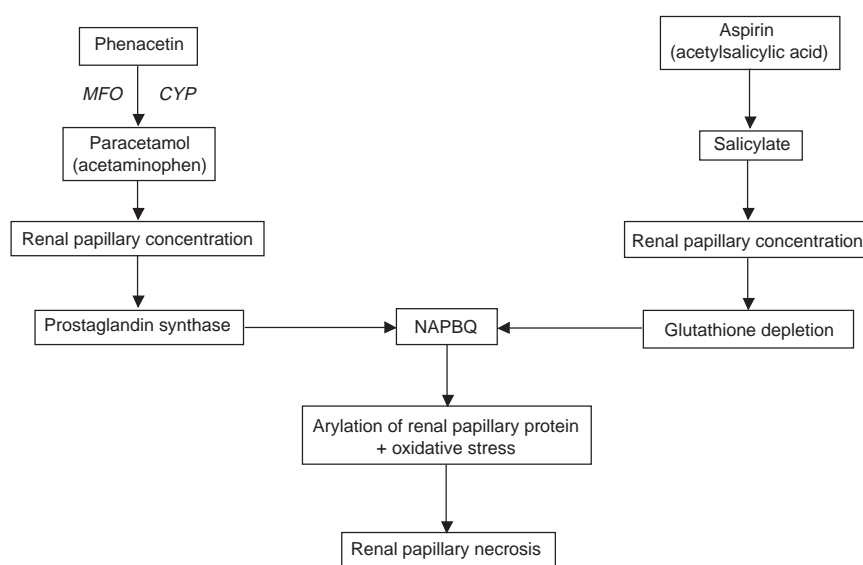 Phenacetin
MFO CYP
Paracetamol
(acetaminophen)
Renal papillary concentration
Prostaglandin synthase
Aspirin
(acetylsalicylic acid)
Salicylate
Renal papillary concentration
Glutathione depletion
NAPBQ
Arylation of renal papillary protein
+ oxidative stress
Renal papillary necrosis